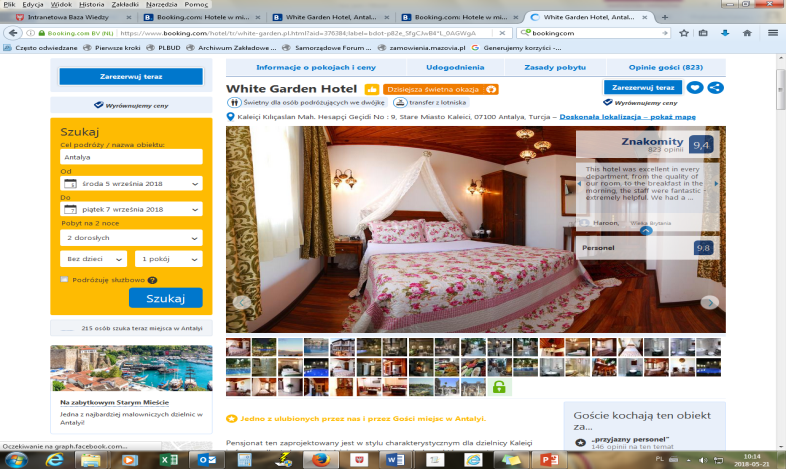 Plik Edycja Widok Historia Zakładki Narzędzia Pomoc
Intranetowa Baza Wiedzy
Booking.com: Hotele w mi...
White Garden Hotel, Antal...
Booking.com: Hotele w mi...
White Garden Hotel, Antal...
Booking.com BV (NL)
https://www.booking.com/hotel/tr/white-garden.pl.html?aid=376384;label=bdot-
bookingcom
Często odwiedzane
Pierwsze kroki
PLBUD
Archiwum Zakładowe ...
Samorządowe Forum ...
zamowienia.mazovia.pl
Generujemy korzyści -...
Zarezerwuj teraz
Wyrównujemy ceny
Szukaj
Cel podróży / nazwa obiektu:
Antalya
Od
środa 5 września 2018
Do
piątek 7 września 2018
Pobyt na 2 noce
2 dorosłych
Bez dzieci
1 pokój
Podróżuję służbowo
Szukaj
215 osób szuka teraz miejsca w Antalyi
Na zabytkowym Starym Mieście
Jedna z najbardziej malowniczych dzielnic w
Antalyi!
Oczekiwanie na graph.facebook.com...
Informacje o pokojach i ceny
Udogodnienia
Zasady pobytu
Opinie gości (823)
White Garden Hotel
Dzisiejsza świetna okazja
Zarezerwuj teraz
Świetny dla osób podróżujących we dwójkę
transfer z lotniska
Wyrównujemy ceny
Kaleiçi Kılıçaslan Mah. Hesapçi Geçidi No : 9, Stare Miasto Kaleici, 07100 Antalya, Turcja – Doskonała lokalizacja – pokaż mapę
Znakomity
823 opinii
9,4
This hotel was excellent in every
department, from the quality of
our room, to the breakfast in the
morning, the staff were fantastic -
extremely helpful. We had a ...
Haroon, Wielka Brytania
Personel
9.8
Jedno z ulubionych przez nas i przez Gości miejsc w Antalyi.
Pensjonat ten zaprojektowany jest w stylu charakterystycznym dla dzielnicy Kaleiçi
Goście kochają ten obiekt
za...
„przyjazny personel”
146 opinii na ten temat
PL
10:14
2018-05-21